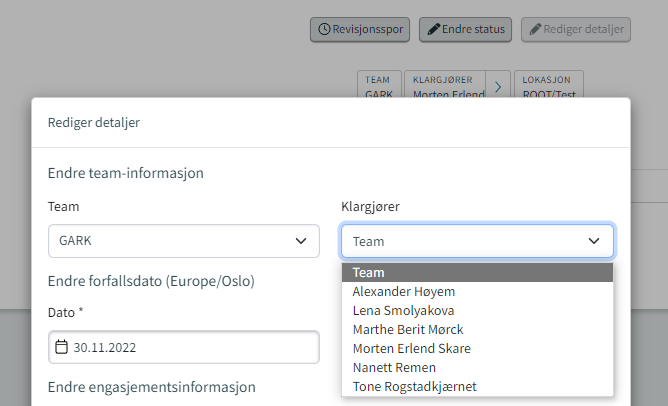 Revisjonsspor Endre status Rediger detaljer
TEAM KLARGJØRER LOKASJON
GARK Morten Erlend ROOT/Test
Rediger detaljer
Endre team-informasjon
Team Klargjører
GARK Team
Team
Alexander Høyem
Lena Smolyakova
Marthe Berit Mørck
Morten Erlend Skare
Nanett Remen
Tone Rogstadkjærnet
Endre forfallsdato (Europe/Oslo)
Dato *
30.11.2022
Endre engasjementsinformasjon